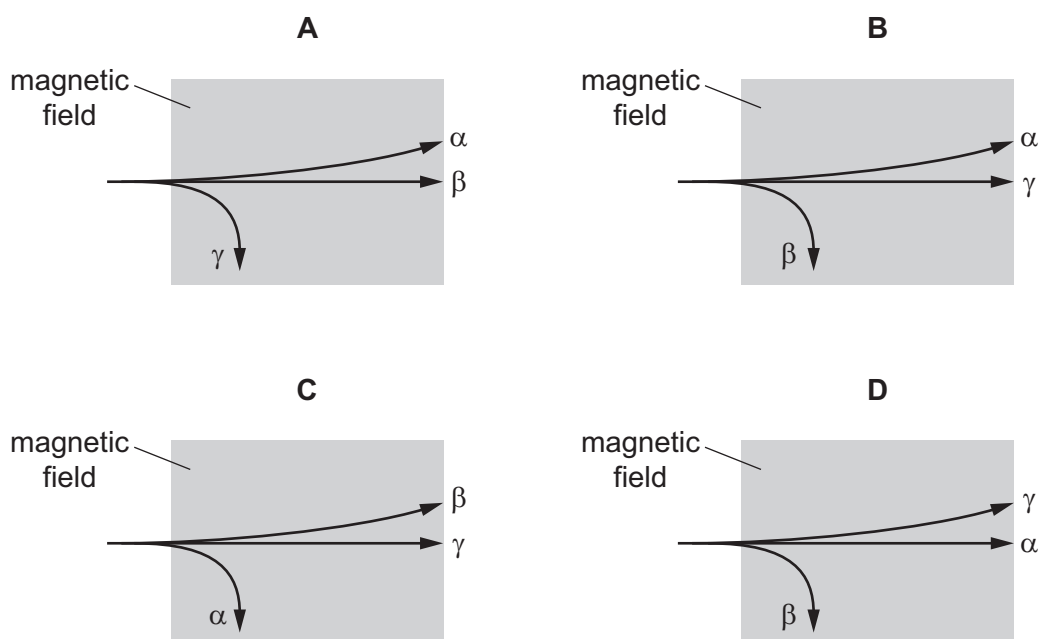 A
magnetic
field
α
β
γ
B
magnetic
field
α
γ
β
C
magnetic
field
β
γ
α
D
magnetic
field
γ
α
β